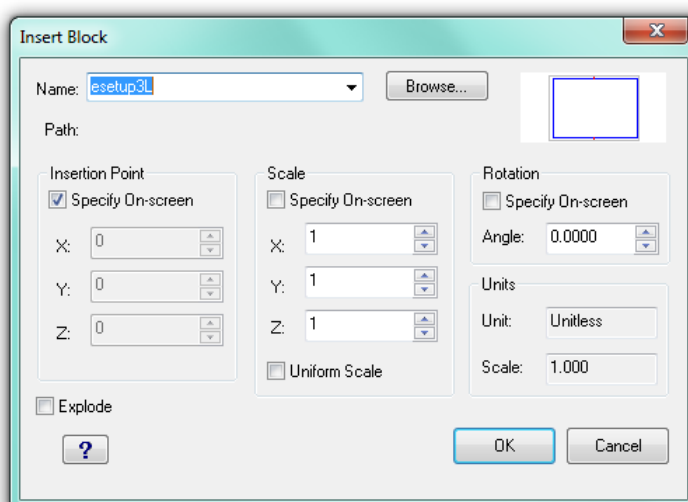 Insert Block
Name: esetup3L Browse...
Path:
Insertion Point
Specify On-screen
X: 0
Y: 0
Z: 0
Scale
Specify On-screen
X: 1
Y: 1
Z: 1
Uniform Scale
Rotation
Specify On-screen
Angle: 0.0000
Units
Unit: Unitless
Scale: 1.000
Explode
?
OK Cancel